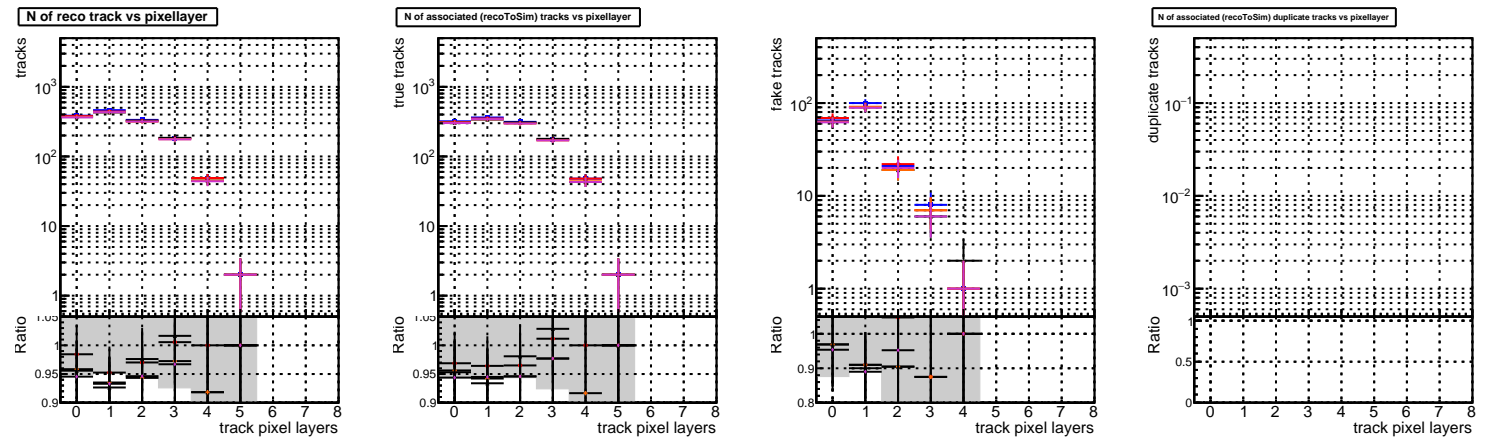 N of reco track vs pixellayer
tracks
10³
10²
10
1
Ratio
1.05
1
0.95
0.9
0 1 2 3 4 5 6 7 8
track pixel layers
N of associated (recoToSim) tracks vs pixellayer
true tracks
10³
10²
10
1
Ratio
1.05
1
0.95
0.9
0 1 2 3 4 5 6 7 8
track pixel layers
fake tracks
10²
10
1
Ratio
1
0.9
0.8
0 1 2 3 4 5 6 7 8
track pixel layers
N of associated (recoToSim) duplicate tracks vs pixellayer
duplicate tracks
10⁻¹
10⁻²
10⁻³
Ratio
1
0.5
0
0 1 2 3 4 5 6 7 8
track pixel layers